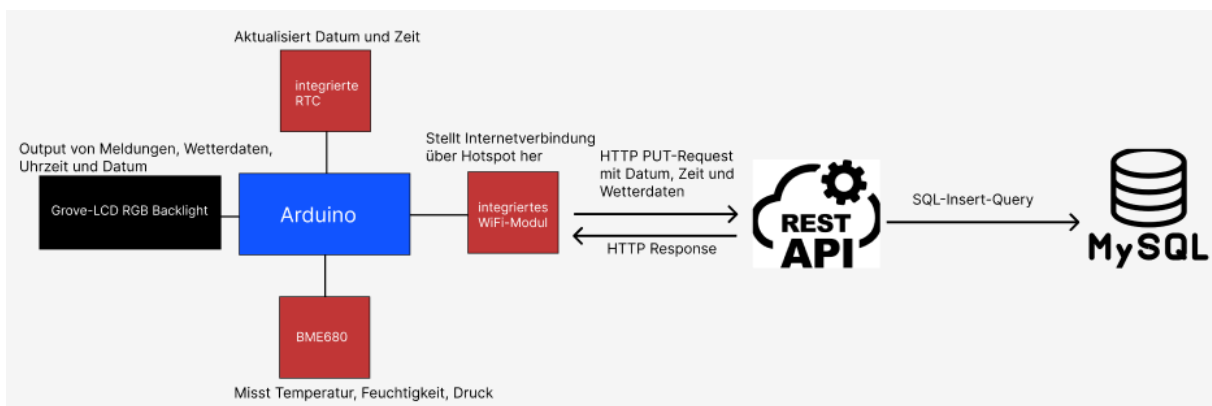 Aktualisiert Datum und Zeit
integrierte
RTC
Output von Meldungen, Wetterdaten,
Uhrzeit und Datum
Grove-LCD RGB Backlight
Arduino
Stellt Internetverbindung
über Hotspot her
integriertes
WiFi-Modul
HTTP PUT-Request
mit Datum, Zeit und
Wetterdaten
HTTP Response
REST
API
SQL-Insert-Query
MySQL
BME680
Misst Temperatur, Feuchtigkeit, Druck